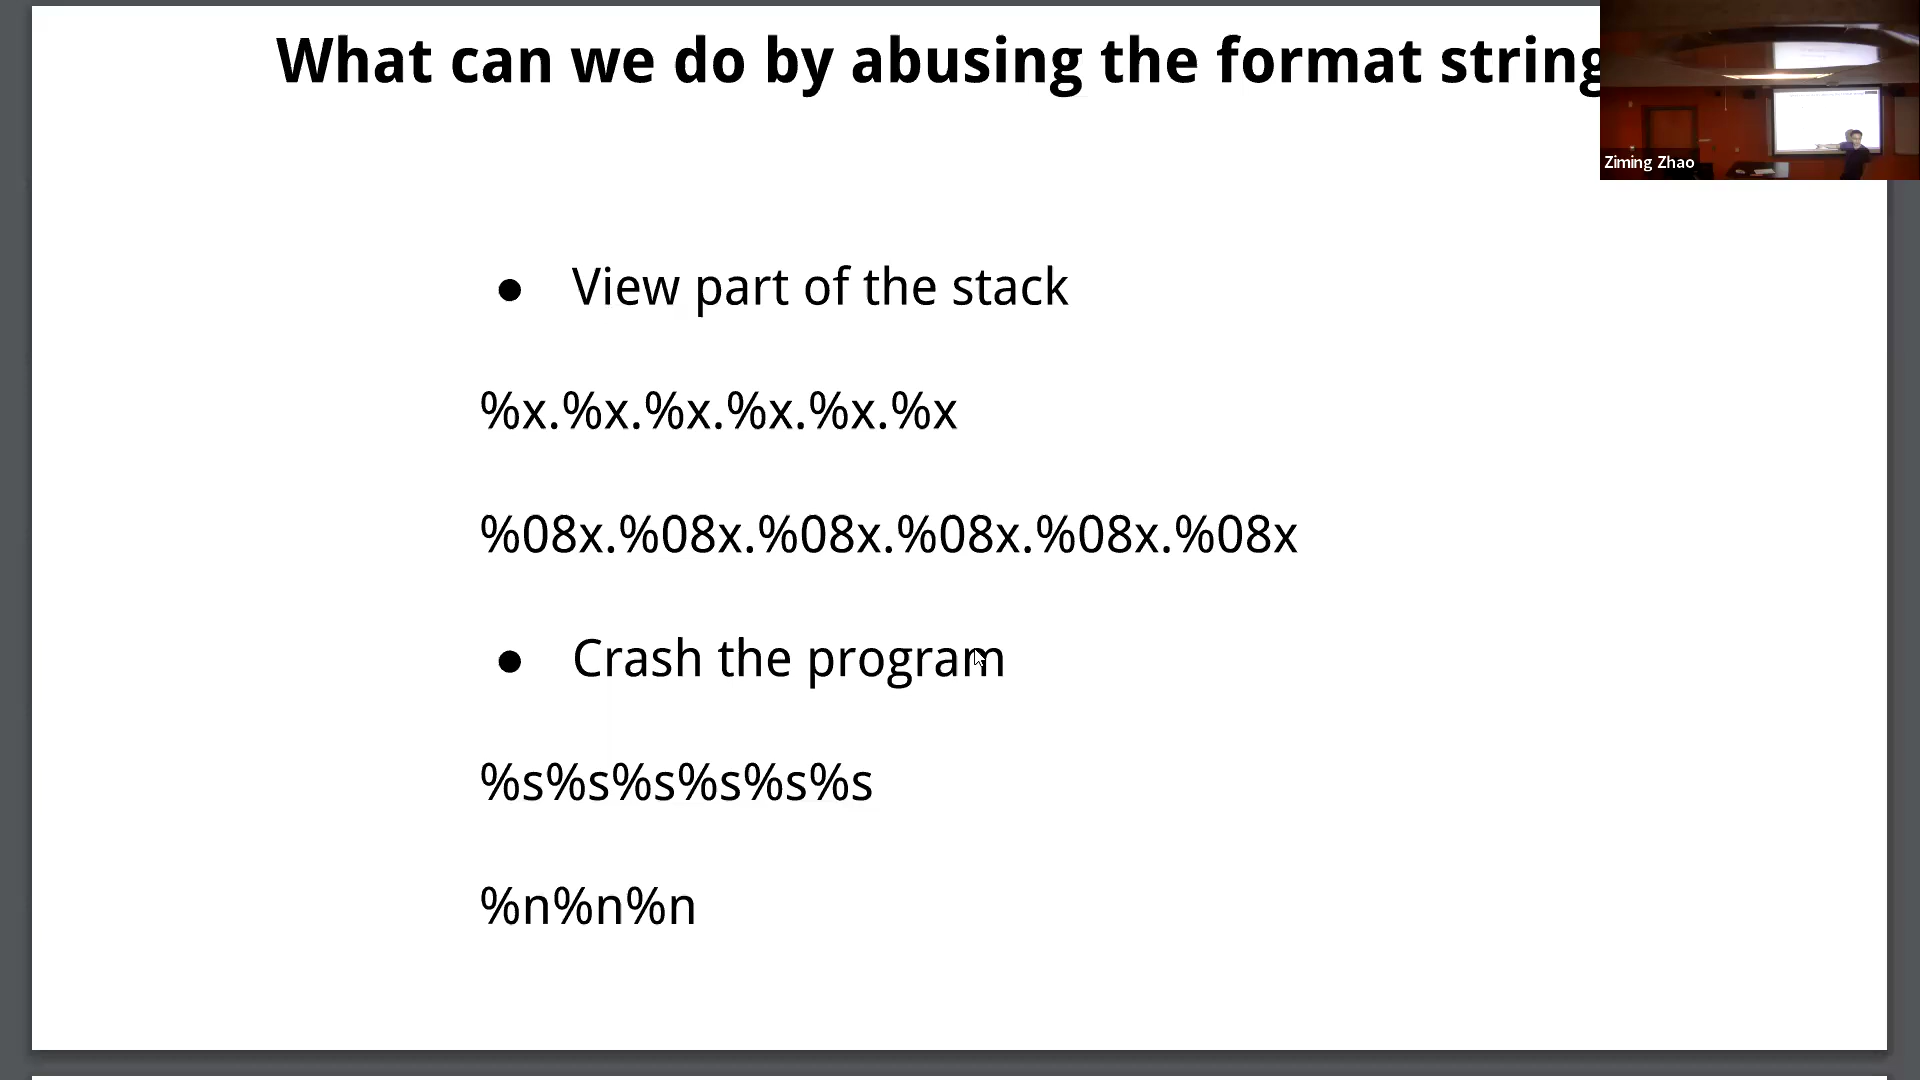 What can we do by abusing the format string
Ziming Zhao
● View part of the stack
%x.%x.%x.%x.%x.%x
%08x.%08x.%08x.%08x.%08x.%08x
● Crash the program
%s%s%s%s%s%s
%n%n%n